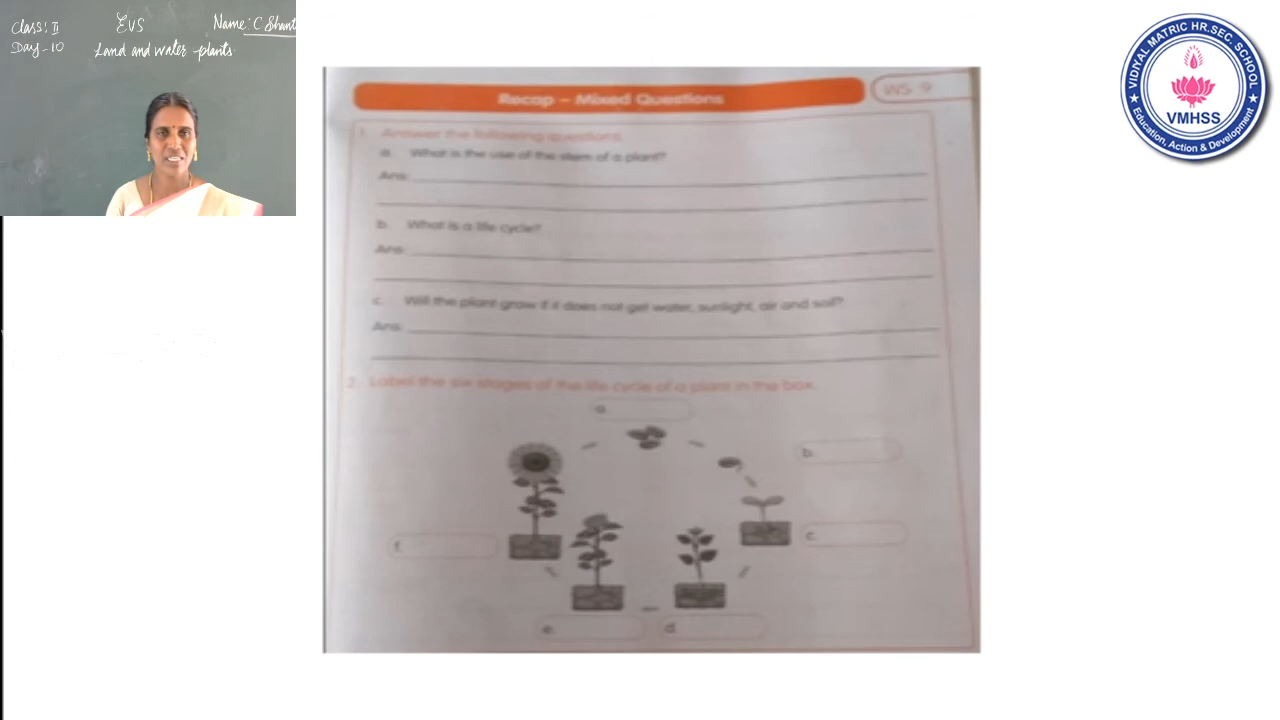 Class: II
EVS
Name: C Shant
Day-10
Land and water plants
VIDIYAL MATRIC HR.SEC. SCHOOL
VMHSS
Education, Action & Development
Recap - Mixed Questions
WS 9
1. Answer the following questions.
a. What is the use of the stem of a plant?
Ans:
b. What is a life cycle?
Ans:
c. Will the plant grow if it does not get water, sunlight, air and soil?
Ans:
2. Label the six stages of the life cycle of a plant in the box.
a.
b.
c.
f.
e.
d.